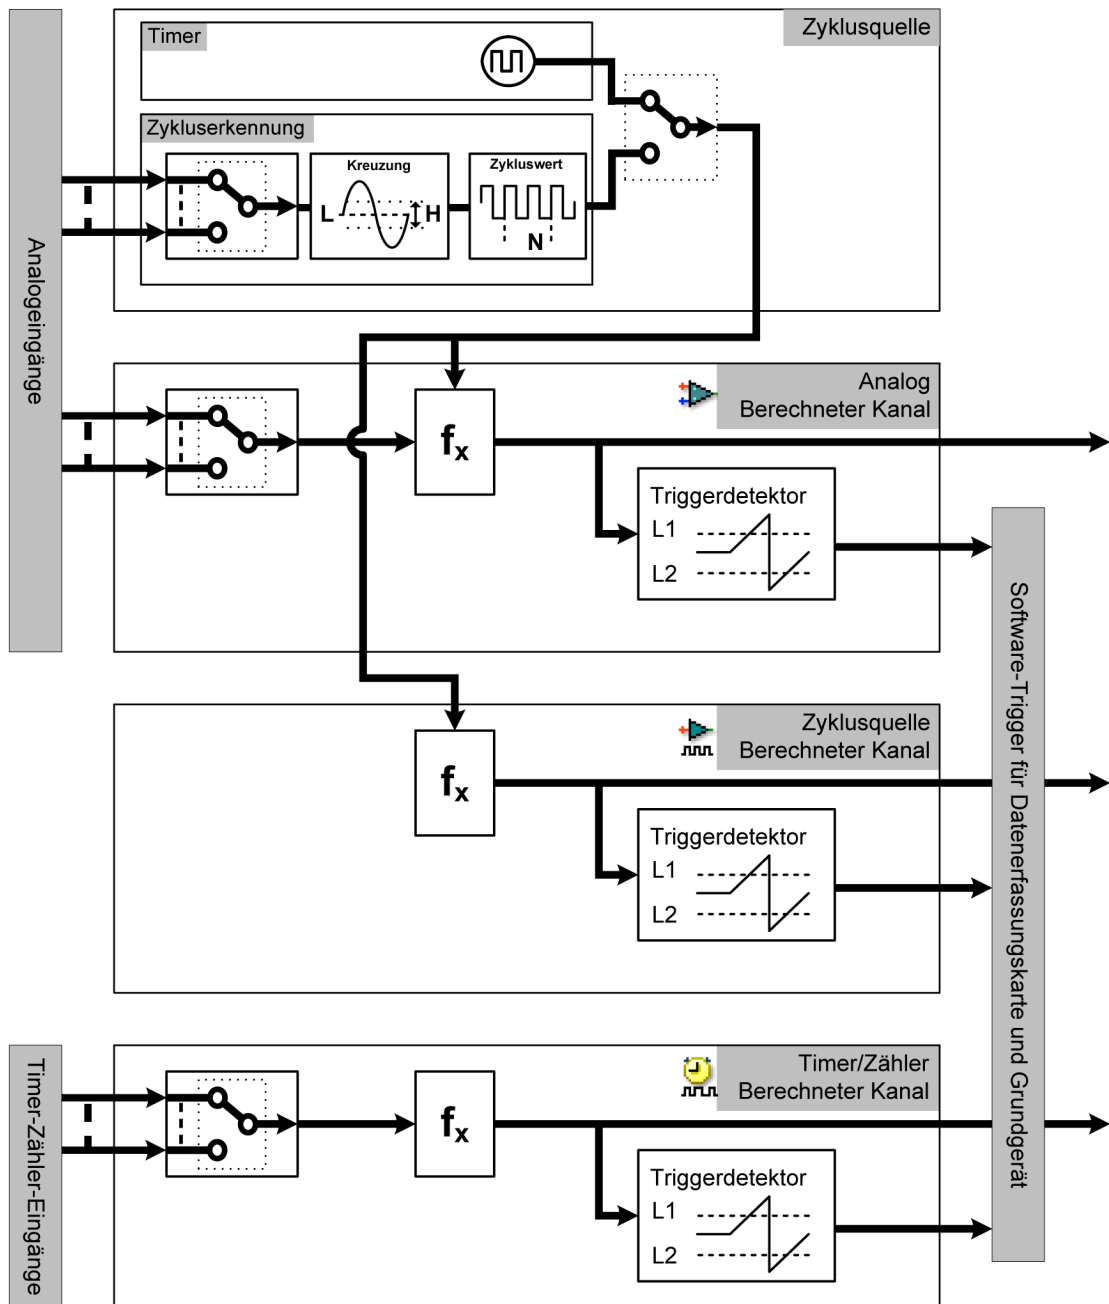 Analogeingänge
Zyklusquelle
Timer
Zykluserkennung
Kreuzung
L
H
Zykluswert
N
Analog
Berechneter Kanal
fx
Triggerdetektor
L1
L2
Software-Trigger für Datenerfassungskarte und Grundgerät
Zyklusquelle
Berechneter Kanal
fx
Triggerdetektor
L1
L2
Timer-Zähler-Eingänge
Timer/Zähler
Berechneter Kanal
fx
Triggerdetektor
L1
L2